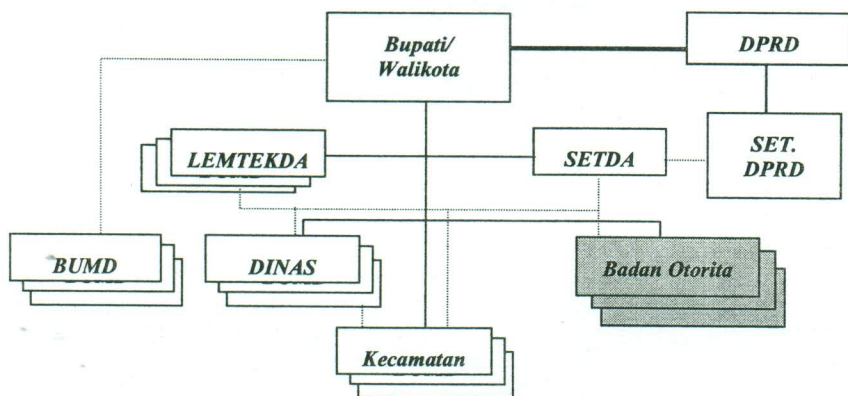 Bupati/
Walikota
DPRD
LEMTEKDA
SETDA
SET.
DPRD
BUMD
DINAS
Badan Otorita
Kecamatan